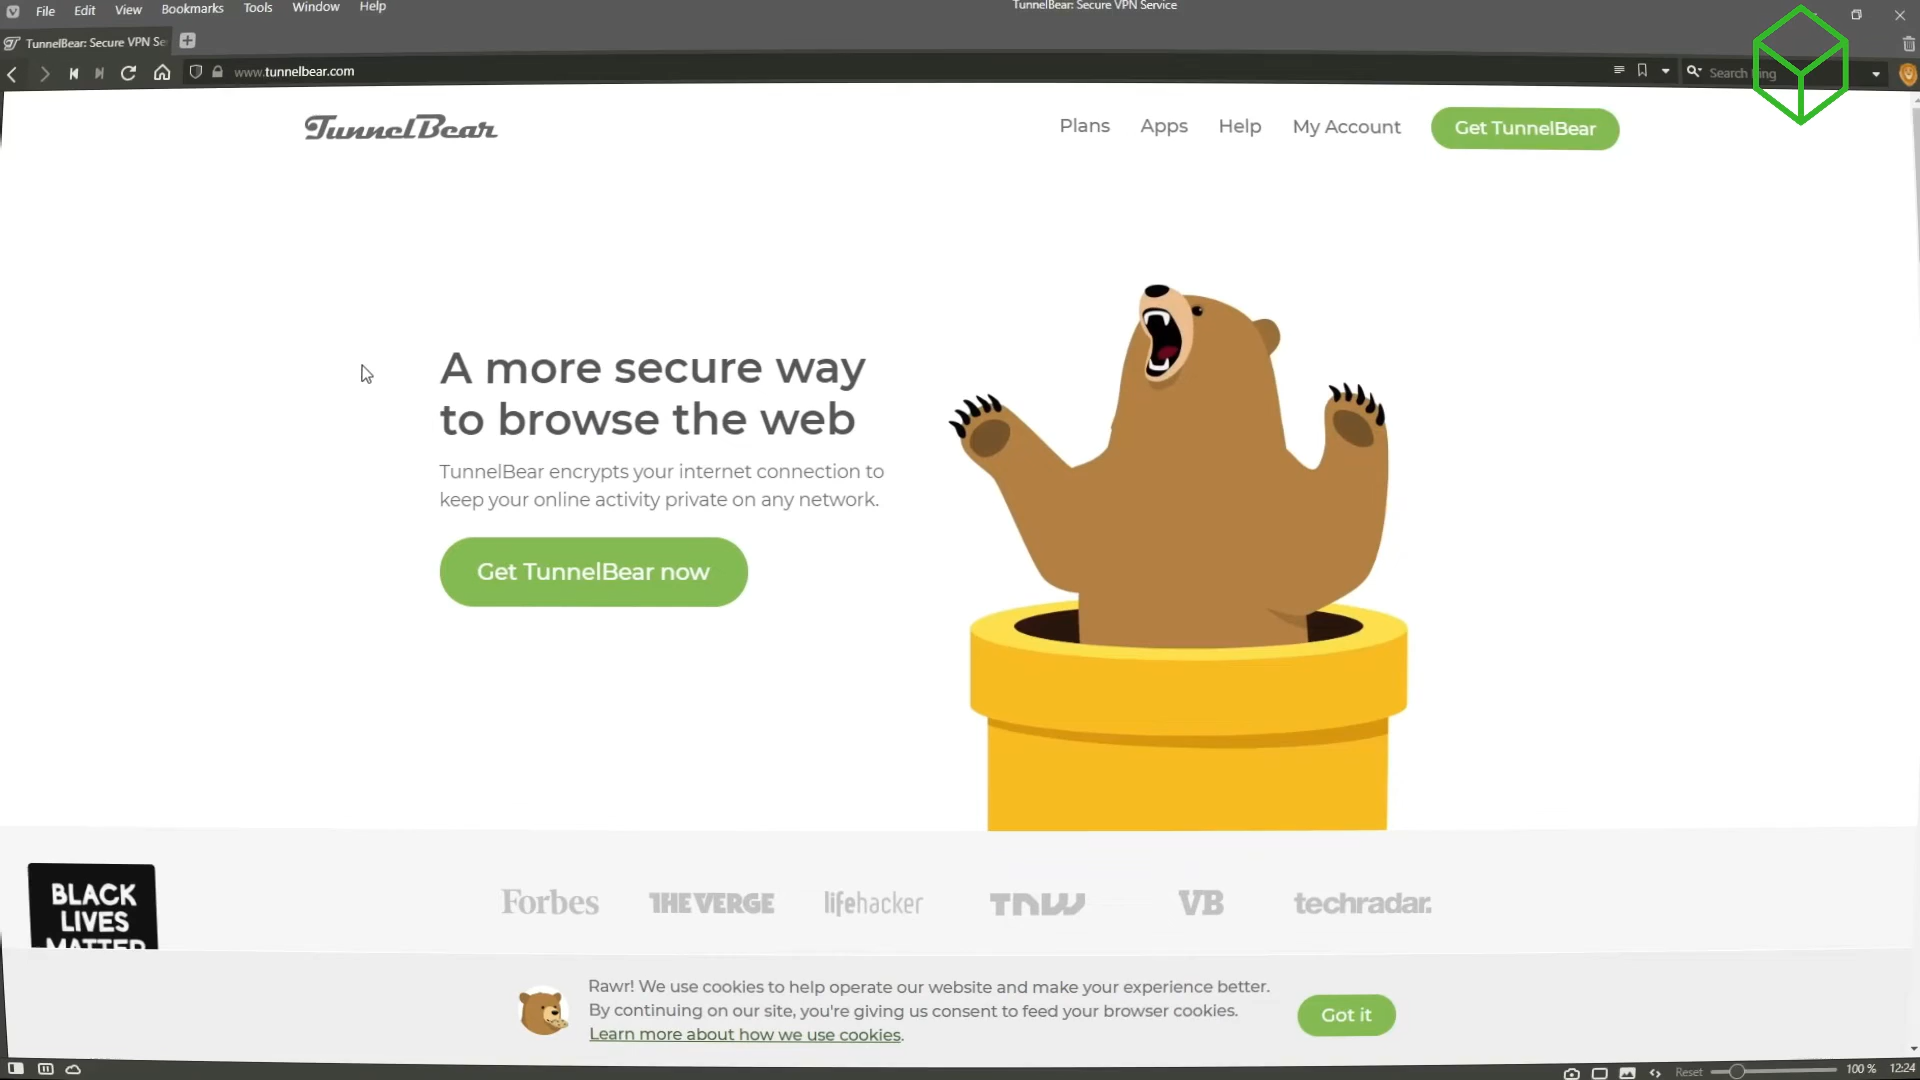 File Edit View Bookmarks Tools Window Help
TunnelBear: Secure VPN Service
TunnelBear: Secure VPN Se
www.tunnelbear.com
Search Bing
TunnelBear
Plans Apps Help My Account Get TunnelBear
A more secure way
to browse the web
TunnelBear encrypts your internet connection to
keep your online activity private on any network.
Get TunnelBear now
BLACK
LIVES
MATTER
Forbes THE VERGE lifehacker TNW VB techradar.
Rawr! We use cookies to help operate our website and make your experience better.
By continuing on our site, you're giving us consent to feed your browser cookies.
Learn more about how we use cookies.
Got it
Reset 100 % 12:24